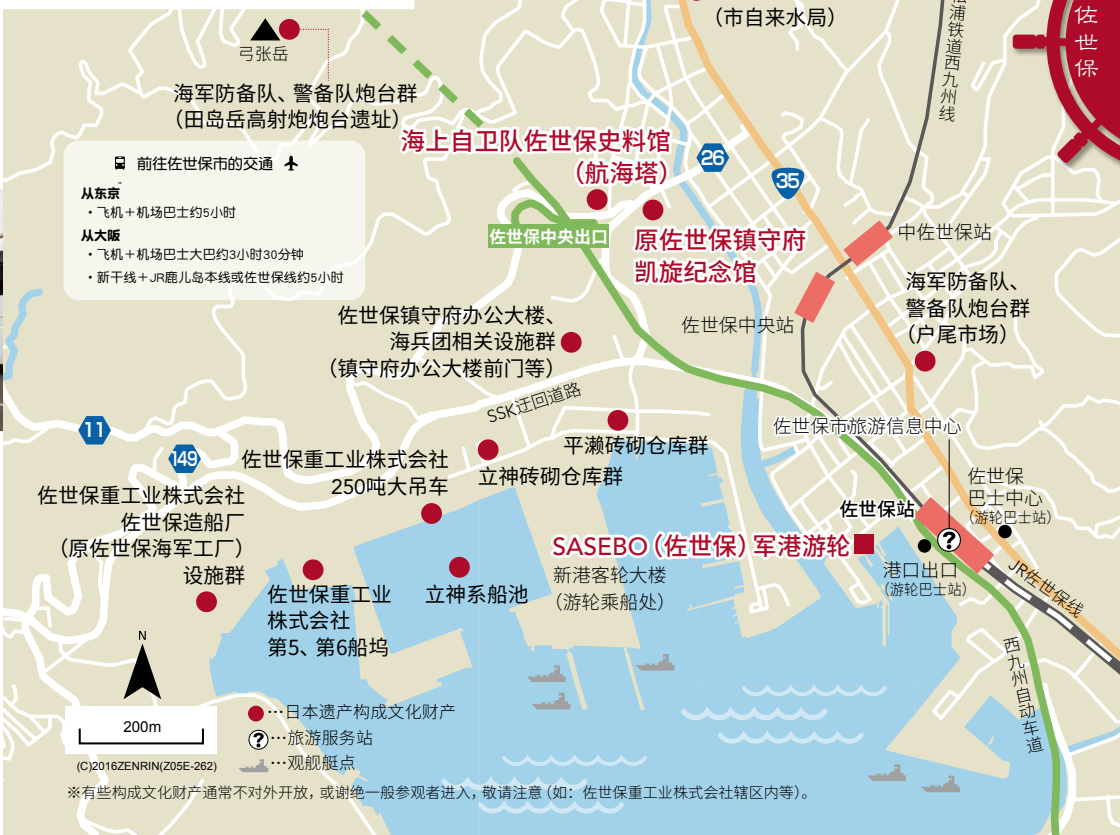 （市自来水局）
松浦铁道西九州线
佐世保
弓张岳
海军防备队、警备队炮台群
（田岛岳高射炮炮台遗址）
海上自卫队佐世保史料馆
（航海塔）
26
35
前往佐世保市的交通
从东京
・飞机＋机场巴士约5小时
从大阪
・飞机＋机场巴士大巴约3小时30分钟
・新干线＋JR鹿儿岛本线或佐世保线约5小时
佐世保中央出口
原佐世保镇守府
凯旋纪念馆
中佐世保站
佐世保中央站
海军防备队、
警备队炮台群
（户尾市场）
佐世保镇守府办公大楼、
海兵团相关设施群
（镇守府办公大楼前门等）
SSK迂回道路
11
149
平濑砖砌仓库群
立神砖砌仓库群
佐世保市旅游信息中心
佐世保重工业株式会社
250吨大吊车
佐世保重工业株式会社
佐世保造船厂
（原佐世保海军工厂）
设施群
佐世保
巴士中心
（游轮巴士站）
佐世保站
?
SASEBO（佐世保）军港游轮
新港客轮大楼
（游轮乘船处）
港口出口
（游轮巴士站）
JR佐世保线
佐世保重工业
株式会社
第5、第6船坞
立神系船池
西九州自动车道
N
200m
(C)2016ZENRIN(Z05E-262)
…日本遗产构成文化财产
?…旅游服务站
…观舰艇点
※有些构成文化财产通常不对外开放，或谢绝一般参观者进入，敬请注意（如：佐世保重工业株式会社辖区内等）。